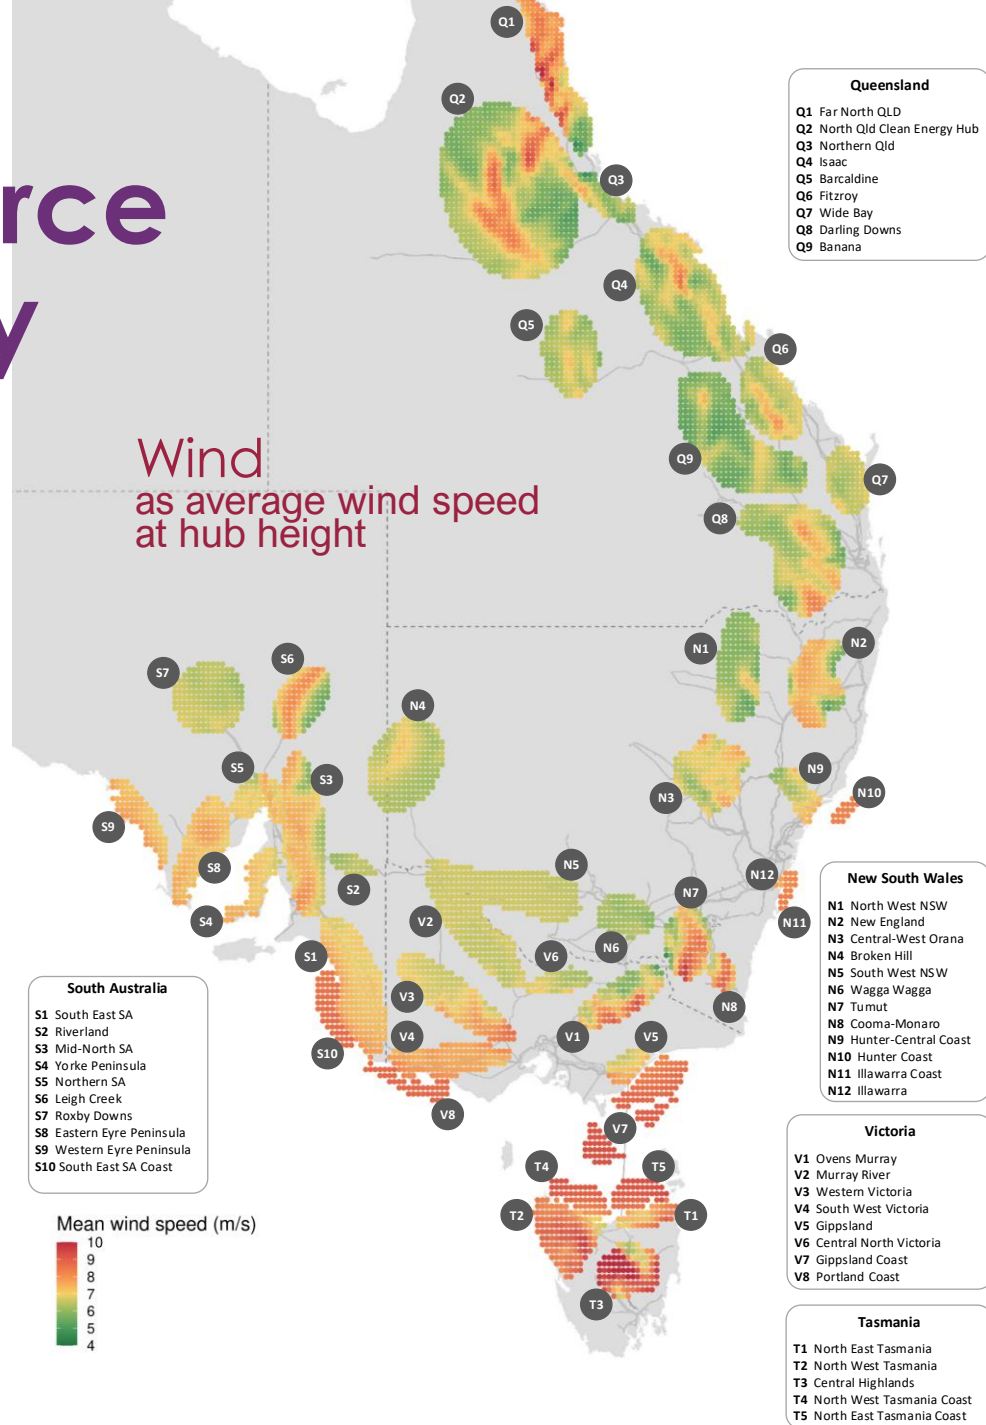 rce
y
Wind
as average wind speed
at hub height
Queensland
Q1 Far North QLD
Q2 North Qld Clean Energy Hub
Q3 Northern Qld
Q4 Isaac
Q5 Barcaldine
Q6 Fitzroy
Q7 Wide Bay
Q8 Darling Downs
Q9 Banana
Q1
Q2
Q3
Q4
Q5
Q6
Q9
Q7
Q8
N1
N2
S7
S6
N4
S5
S3
N3
N9
N10
S9
S8
S2
N5
N12
N7
S4
V2
N11
S1
V6
N6
V3
N8
S10
V4
V1
V5
V8
V7
T4
T5
T2
T1
T3
New South Wales
N1 North West NSW
N2 New England
N3 Central-West Orana
N4 Broken Hill
N5 South West NSW
N6 Wagga Wagga
N7 Tumut
N8 Cooma-Monaro
N9 Hunter-Central Coast
N10 Hunter Coast
N11 Illawarra Coast
N12 Illawarra
South Australia
S1 South East SA
S2 Riverland
S3 Mid-North SA
S4 Yorke Peninsula
S5 Northern SA
S6 Leigh Creek
S7 Roxby Downs
S8 Eastern Eyre Peninsula
S9 Western Eyre Peninsula
S10 South East SA Coast
Victoria
V1 Ovens Murray
V2 Murray River
V3 Western Victoria
V4 South West Victoria
V5 Gippsland
V6 Central North Victoria
V7 Gippsland Coast
V8 Portland Coast
Mean wind speed (m/s)
10
9
8
7
6
5
4
Tasmania
T1 North East Tasmania
T2 North West Tasmania
T3 Central Highlands
T4 North West Tasmania Coast
T5 North East Tasmania Coast